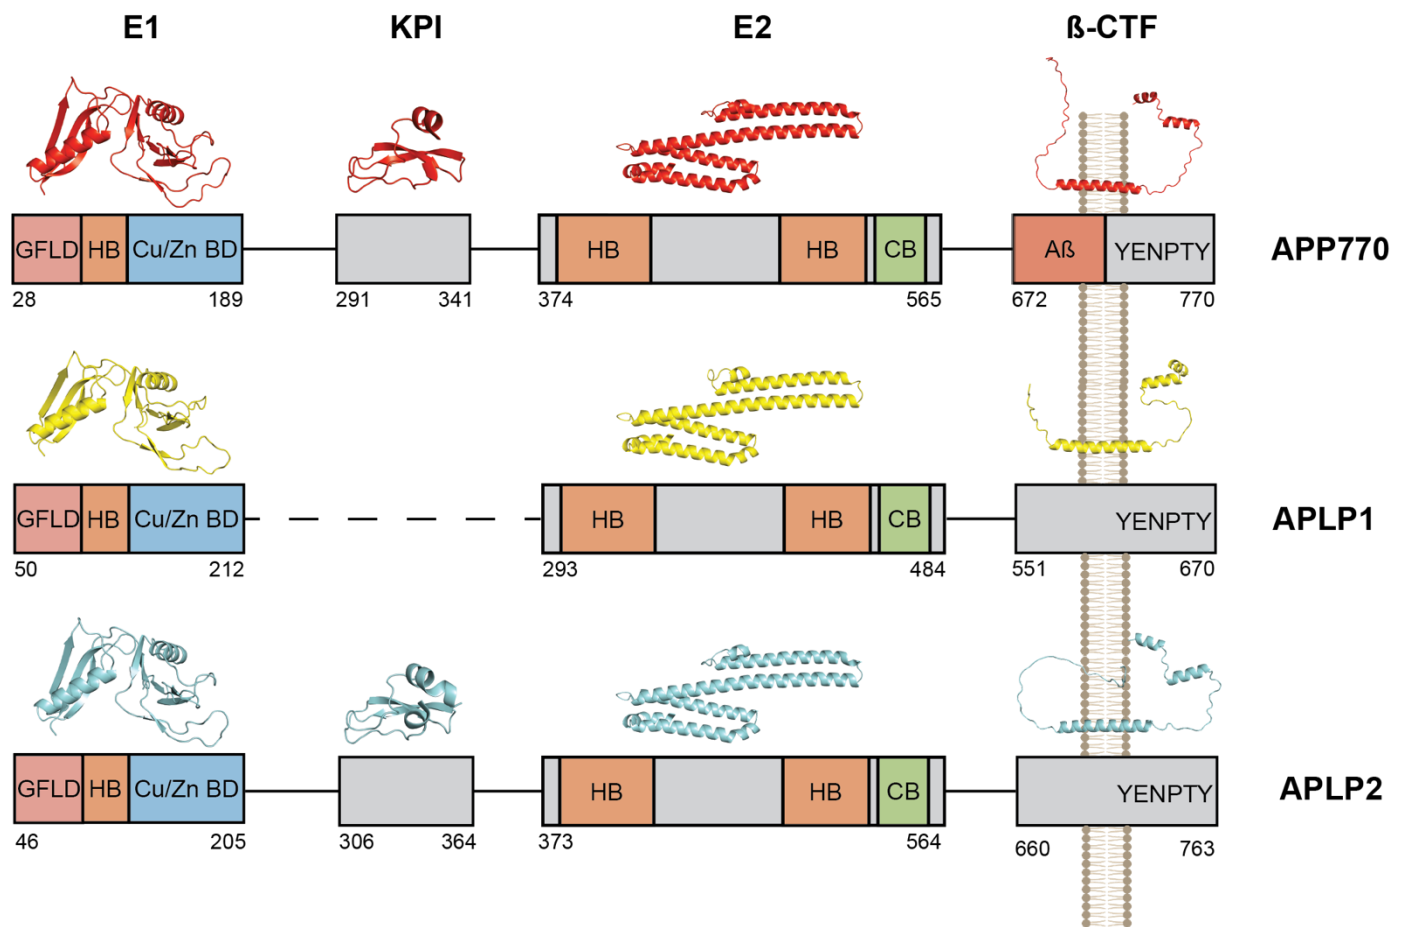 E1 KPI E2 ß-CTF
GFLD HB Cu/Zn BD HB HB CB Aß YENPTY APP770
28 189 291 341 374 565 672 770
GFLD HB Cu/Zn BD HB HB CB YENPTY APLP1
50 212 293 484 551 670
GFLD HB Cu/Zn BD HB HB CB YENPTY APLP2
46 205 306 364 373 564 660 763